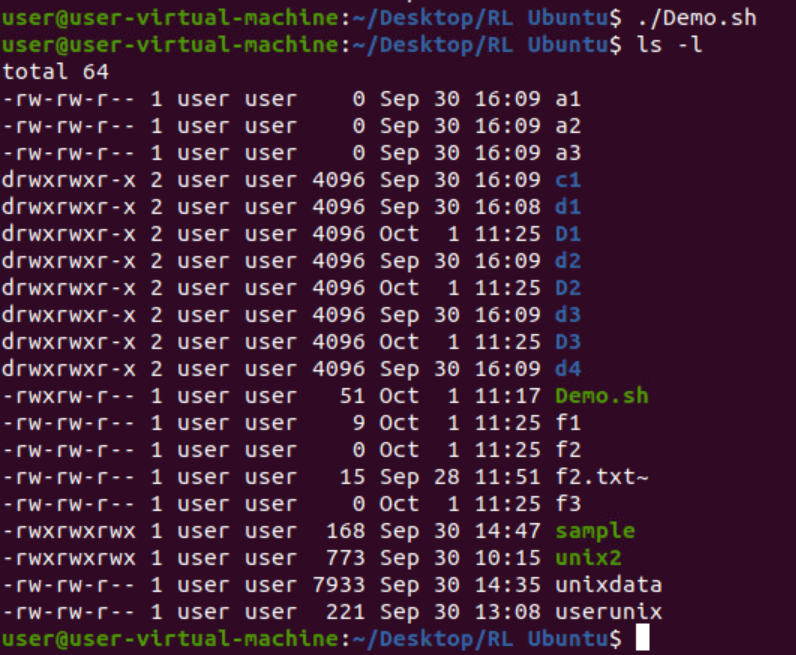 user@user-virtual-machine:~/Desktop/RL Ubuntu$ ./Demo.sh
user@user-virtual-machine:~/Desktop/RL Ubuntu$ ls -l
total 64
-rw-rw-r-- 1 user user    0 Sep 30 16:09 a1
-rw-rw-r-- 1 user user    0 Sep 30 16:09 a2
-rw-rw-r-- 1 user user    0 Sep 30 16:09 a3
drwxrwxr-x 2 user user 4096 Sep 30 16:09 c1
drwxrwxr-x 2 user user 4096 Sep 30 16:08 d1
drwxrwxr-x 2 user user 4096 Oct  1 11:25 D1
drwxrwxr-x 2 user user 4096 Sep 30 16:09 d2
drwxrwxr-x 2 user user 4096 Oct  1 11:25 D2
drwxrwxr-x 2 user user 4096 Sep 30 16:09 d3
drwxrwxr-x 2 user user 4096 Oct  1 11:25 D3
drwxrwxr-x 2 user user 4096 Sep 30 16:09 d4
-rwxrw-r-- 1 user user   51 Oct  1 11:17 Demo.sh
-rw-rw-r-- 1 user user    9 Oct  1 11:25 f1
-rw-rw-r-- 1 user user    0 Oct  1 11:25 f2
-rw-rw-r-- 1 user user   15 Sep 28 11:51 f2.txt~
-rw-rw-r-- 1 user user    0 Oct  1 11:25 f3
-rwxrwxrwx 1 user user  168 Sep 30 14:47 sample
-rwxrwxrwx 1 user user  773 Sep 30 10:15 unix2
-rw-rw-r-- 1 user user 7933 Sep 30 14:35 unixdata
-rw-rw-r-- 1 user user  221 Sep 30 13:08 userunix
user@user-virtual-machine:~/Desktop/RL Ubuntu$